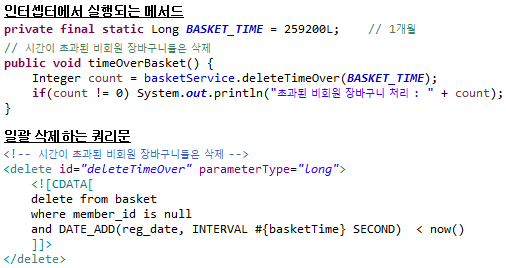 인터셉터에서 실행되는 메서드
private final static Long BASKET_TIME = 259200L;    // 1개월
// 시간이 초과된 비회원 장바구니들은 삭제
public void timeOverBasket() {
    Integer count = basketService.deleteTimeOver(BASKET_TIME);
    if(count != 0) System.out.println("초과된 비회원 장바구니 처리 : " + count);
}
일괄 삭제하는 쿼리문
<!-- 시간이 초과된 비회원 장바구니들은 삭제 -->
<delete id="deleteTimeOver" parameterType="long">
    <![CDATA[
    delete from basket
    where member_id is null
    and DATE_ADD(reg_date, INTERVAL #{basketTime} SECOND)  < now()
    ]]>
</delete>